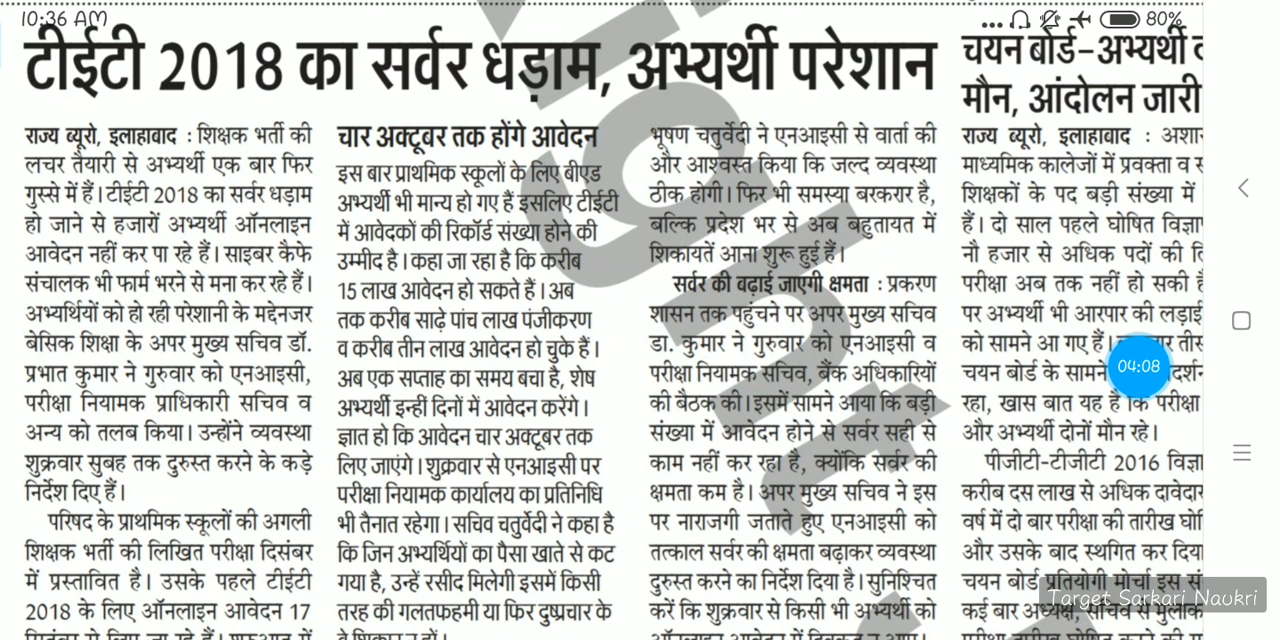 10:36 AM
80%
टीईटी 2018 का सर्वर धड़ाम, अभ्यर्थी परेशान
राज्य ब्यूरो, इलाहाबाद : शिक्षक भर्ती की
लचर तैयारी से अभ्यर्थी एक बार फिर
गुस्से में हैं। टीईटी 2018 का सर्वर धड़ाम
हो जाने से हजारों अभ्यर्थी ऑनलाइन
आवेदन नहीं कर पा रहे हैं। साइबर कैफे
संचालक भी फार्म भरने से मना कर रहे हैं।
अभ्यर्थियों को हो रही परेशानी के मद्देनजर
बेसिक शिक्षा के अपर मुख्य सचिव डॉ.
प्रभात कुमार ने गुरुवार को एनआइसी,
परीक्षा नियामक प्राधिकारी सचिव व
अन्य को तलब किया। उन्होंने व्यवस्था
शुक्रवार सुबह तक दुरुस्त करने के कड़े
निर्देश दिए हैं।
परिषद के प्राथमिक स्कूलों की अगली
शिक्षक भर्ती की लिखित परीक्षा दिसंबर
में प्रस्तावित है। उसके पहले टीईटी
2018 के लिए ऑनलाइन आवेदन 17
चार अक्टूबर तक होंगे आवेदन
इस बार प्राथमिक स्कूलों के लिए बीएड
अभ्यर्थी भी मान्य हो गए हैं इसलिए टीईटी
में आवेदकों की रिकॉर्ड संख्या होने की
उम्मीद है। कहा जा रहा है कि करीब
15 लाख आवेदन हो सकते हैं। अब
तक करीब साढ़े पांच लाख पंजीकरण
व करीब तीन लाख आवेदन हो चुके हैं।
अब एक सप्ताह का समय बचा है, शेष
अभ्यर्थी इन्हीं दिनों में आवेदन करेंगे।
ज्ञात हो कि आवेदन चार अक्टूबर तक
लिए जाएंगे। शुक्रवार से एनआइसी पर
परीक्षा नियामक कार्यालय का प्रतिनिधि
भी तैनात रहेगा। सचिव चतुर्वेदी ने कहा है
कि जिन अभ्यर्थियों का पैसा खाते से कट
गया है, उन्हें रसीद मिलेगी इसमें किसी
तरह की गलतफहमी या फिर दुष्प्रचार के
भूषण चतुर्वेदी ने एनआइसी से वार्ता की
और आश्वस्त किया कि जल्द व्यवस्था
ठीक होगी। फिर भी समस्या बरकरार है,
बल्कि प्रदेश भर से अब बहुतायत में
शिकायतें आना शुरू हुई हैं।
सर्वर की बढ़ाई जाएगी क्षमता : प्रकरण
शासन तक पहुंचने पर अपर मुख्य सचिव
डा. कुमार ने गुरुवार को एनआइसी व
परीक्षा नियामक सचिव, बैंक अधिकारियों
की बैठक की। इसमें सामने आया कि बड़ी
संख्या में आवेदन होने से सर्वर सही से
काम नहीं कर रहा है, क्योंकि सर्वर की
क्षमता कम है। अपर मुख्य सचिव ने इस
पर नाराजगी जताते हुए एनआइसी को
तत्काल सर्वर की क्षमता बढ़ाकर व्यवस्था
दुरुस्त करने का निर्देश दिया है। सुनिश्चित
करें कि शुक्रवार से किसी भी अभ्यर्थी को
चयन बोर्ड-अभ्यर्थी
मौन, आंदोलन जारी
राज्य ब्यूरो, इलाहाबाद :
माध्यमिक कालेजों में प्रवक्ता व
शिक्षकों के पद बड़ी संख्या में
हैं। दो साल पहले घोषित
नौ हजार से अधिक पदों की
परीक्षा अब तक नहीं हो सकी
पर अभ्यर्थी भी आरपार की लड़ाई
को सामने आ गए हैं।
चयन बोर्ड के सामने
रहा, खास बात यह है कि परीक्षा
और अभ्यर्थी दोनों मौन रहे।
पीजीटी-टीजीटी 2016
करीब दस लाख से अधिक
वर्ष में दो बार परीक्षा की तारीख
और उसके बाद स्थगित कर दिया
चयन बोर्ड प्रतियोगी मोर्चा इस
कई बार अध्यक्ष, सचिव से
04:08
Target Sarkari Naukri